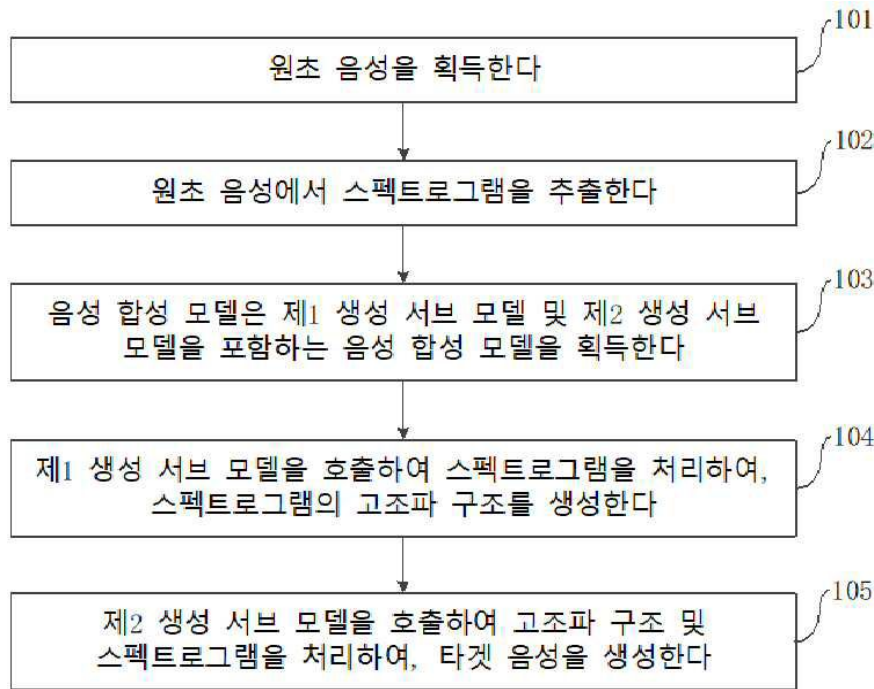 101
원초 음성을 획득한다
102
원초 음성에서 스펙트로그램을 추출한다
103
음성 합성 모델은 제1 생성 서브 모델 및 제2 생성 서브
모델을 포함하는 음성 합성 모델을 획득한다
104
제1 생성 서브 모델을 호출하여 스펙트로그램을 처리하여,
스펙트로그램의 고조파 구조를 생성한다
105
제2 생성 서브 모델을 호출하여 고조파 구조 및
스펙트로그램을 처리하여, 타겟 음성을 생성한다